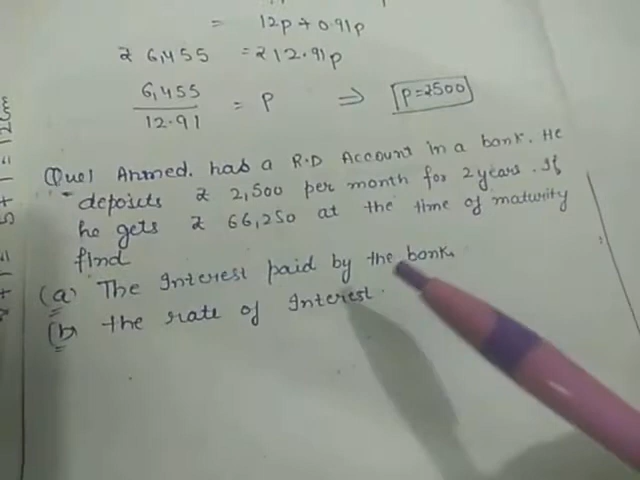 = 12p + 0.91p
₹ 6,455 = ₹12.91p
6,455
12.91
= P ⇒ P=2500
Que1 Ahmed. has a R.D Account in a bank. He
deposits ₹ 2,500 per month for 2 years. If
he gets ₹ 66,250 at the time of maturity
find
(a) The Interest paid by the bank.
(b) the rate of Interest.